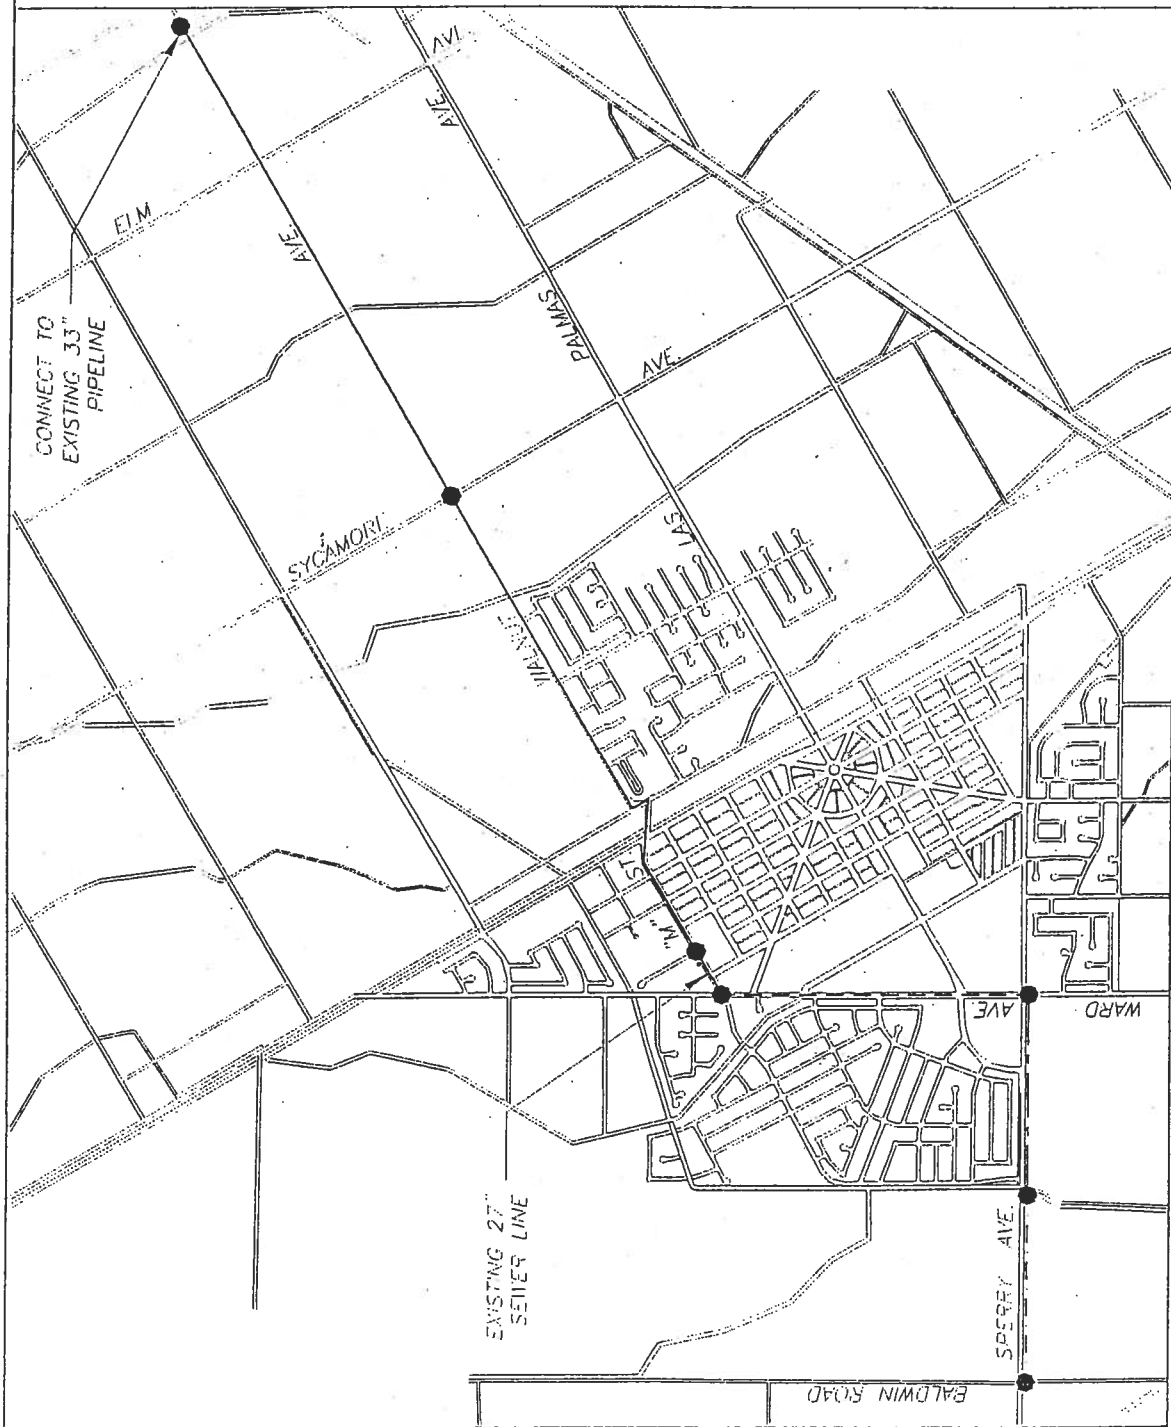 CONNECT TO
EXISTING 33"
PIPELINE
ELM
AVE.
AVE.
AVE.
PALMAS
AVE.
LAS
WALNUT
"M"
ST.
EXISTING 27"
SEWER LINE
AVE.
WARD
SPERRY AVE.
BALDWIN ROAD